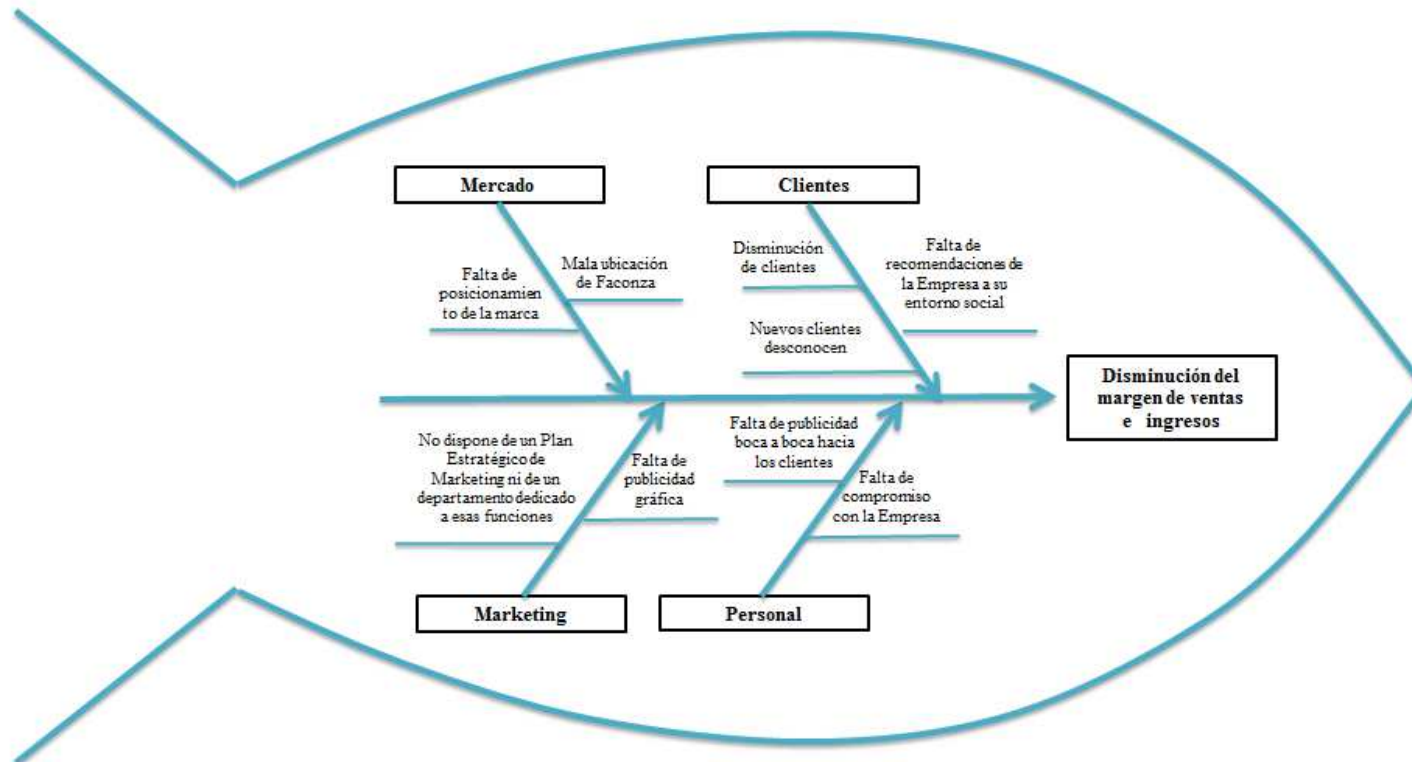 Mercado
Clientes
Falta de
posicionamien
to de la marca
Mala ubicación
de Faconza
Disminución
de clientes
Nuevos clientes
desconocen
Falta de
recomendaciones de
la Empresa a su
entorno social
Disminución del
margen de ventas
e ingresos
No dispone de un Plan
Estratégico de
Marketing ni de un
departamento dedicado
a esas funciones
Falta de
publicidad
gráfica
Falta de publicidad
boca a boca hacia
los clientes
Falta de
compromiso
con la Empresa
Marketing
Personal